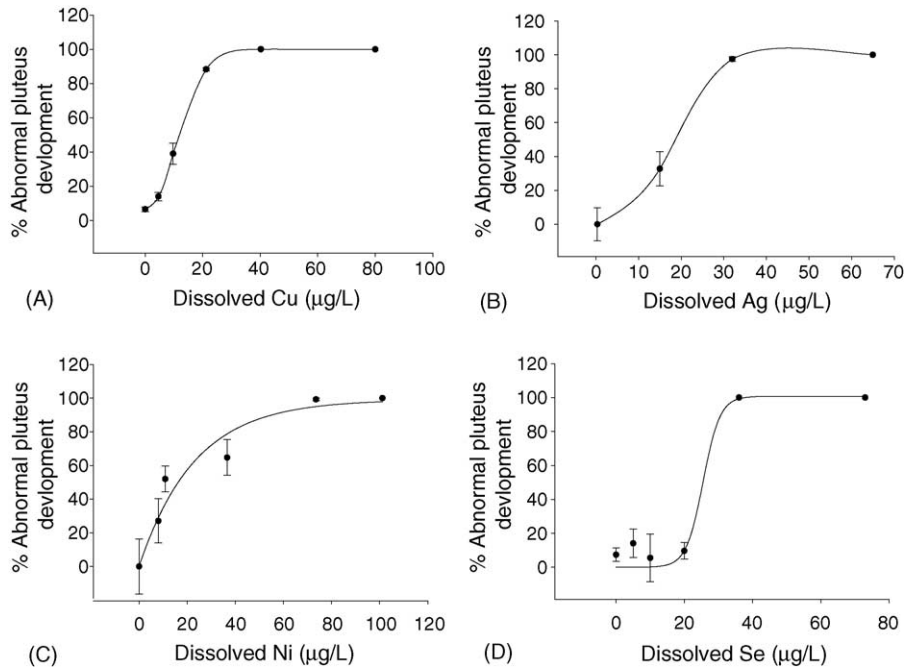 120
100
80
60
40
20
0
% Abnormal pluteus
devlopment
0 20 40 60 80 100
(A)
Dissolved Cu (µg/L)
120
100
80
60
40
20
0
% Abnormal pluteus
devlopment
0 10 20 30 40 50 60 70
(B)
Dissolved Ag (µg/L)
120
100
80
60
40
20
0
% Abnormal pluteus
devlopment
0 20 40 60 80 100 120
(C)
Dissolved Ni (µg/L)
120
100
80
60
40
20
0
% Abnormal pluteus
devlopment
0 20 40 60 80
(D)
Dissolved Se (µg/L)